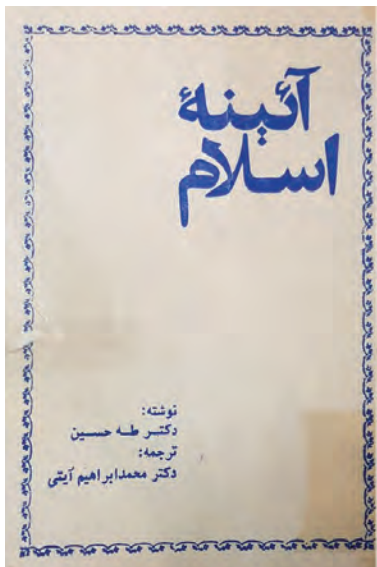 آئینهٔ
اسلام
نوشته:
دکتر طه حسین
ترجمه:
دکتر محمدابراهیم آیتی